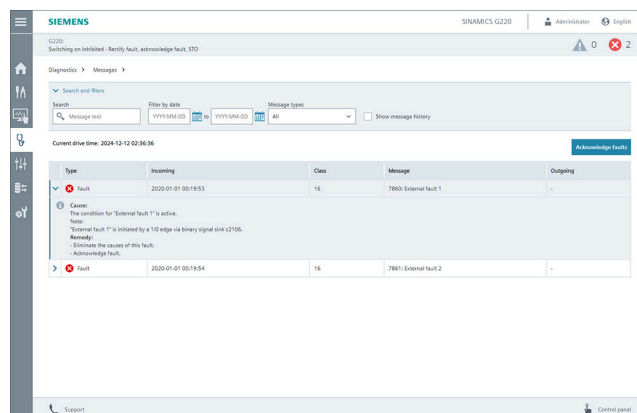 SIEMENS
SINAMICS G220
Administrator
English
G220:
Switching on inhibited - Rectify fault, acknowledge fault, STO
0
2
Diagnostics > Messages >
Search and filters
Search
Filter by date
Message types
Message text
YYYY-MM-DD
to
YYYY-MM-DD
All
Show message history
Current drive time: 2024-12-12 02:36:36
Acknowledge faults
Type
Incoming
Class
Message
Outgoing
Fault
2020-01-01 00:19:53
16
7860: External fault 1
-
Cause:
The condition for "External fault 1" is active.
Note:
"External fault 1" is initiated by a 1/0 edge via binary signal sink c2106.
Remedy:
- Eliminate the causes of this fault.
- Acknowledge fault.
Fault
2020-01-01 00:19:54
16
7861: External fault 2
-
Support
Control panel